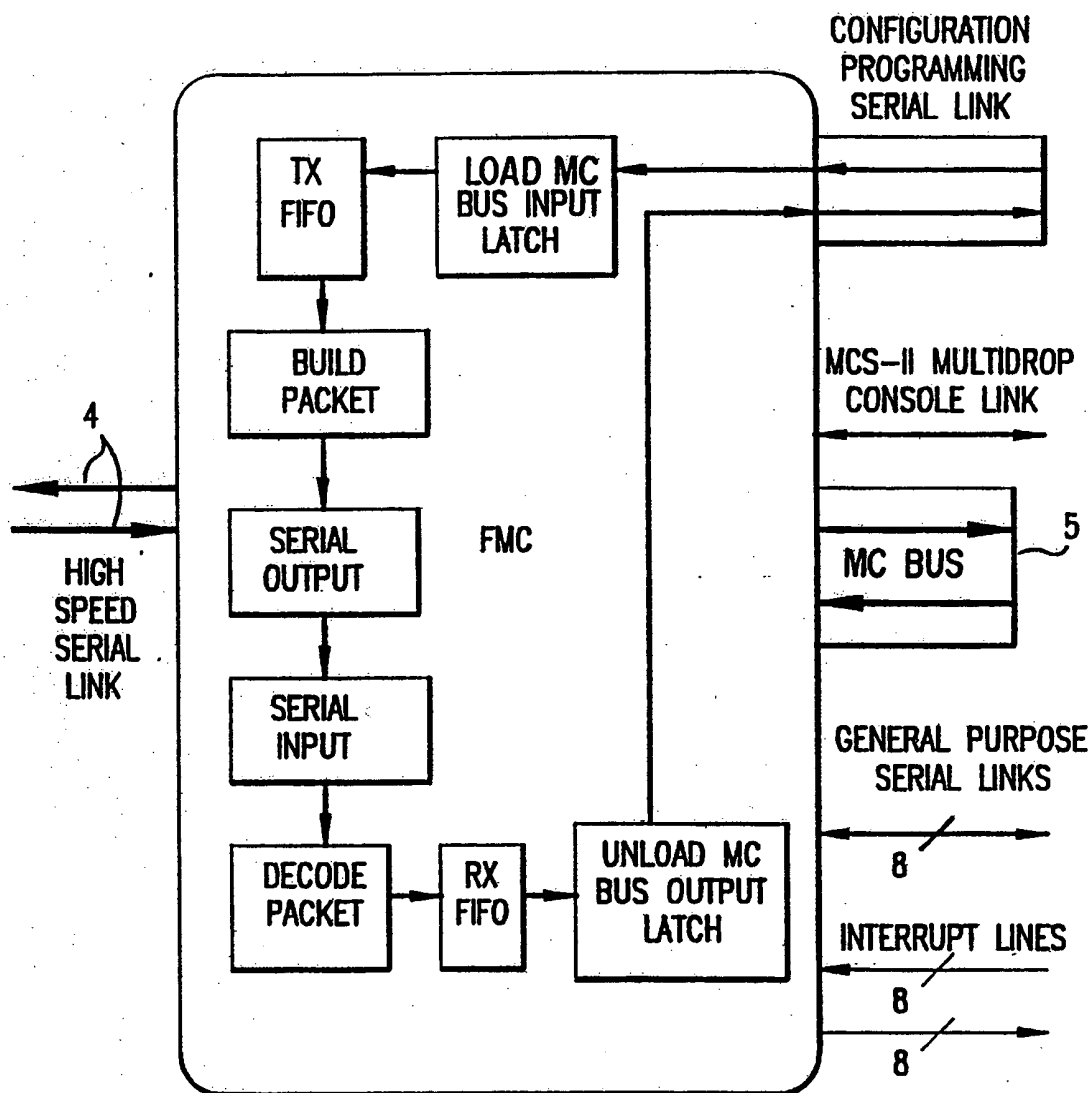 CONFIGURATION
PROGRAMMING
SERIAL LINK
TX
FIFO
LOAD MC
BUS INPUT
LATCH
BUILD
PACKET
MCS-II MULTIDROP
CONSOLE LINK
4
SERIAL
OUTPUT
FMC
5
MC BUS
HIGH
SPEED
SERIAL
LINK
SERIAL
INPUT
GENERAL PURPOSE
SERIAL LINKS
8
DECODE
PACKET
RX
FIFO
UNLOAD MC
BUS OUTPUT
LATCH
INTERRUPT LINES
8
8